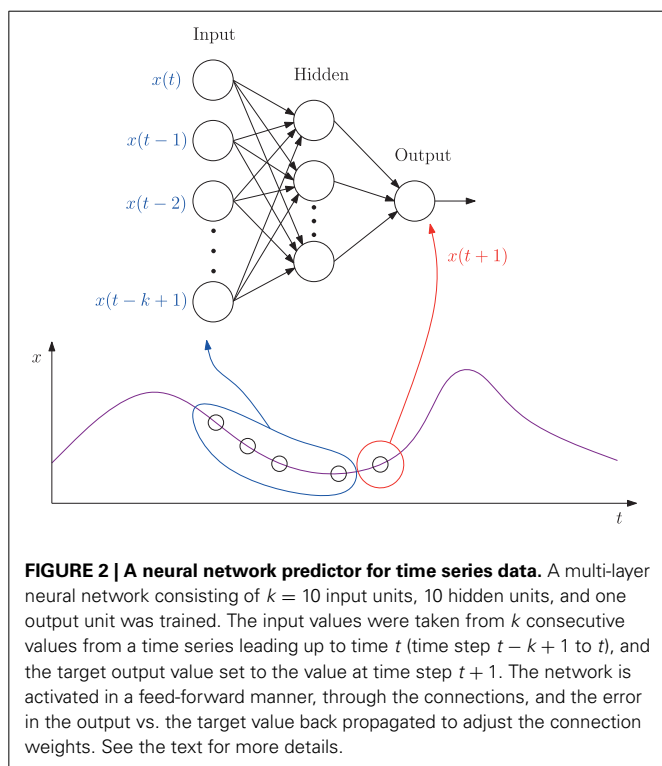 Input
x(t)
Hidden
x(t − 1)
Output
x(t − 2)
x(t + 1)
x(t − k + 1)
x
t
FIGURE 2 | A neural network predictor for time series data. A multi-layer
neural network consisting of k = 10 input units, 10 hidden units, and one
output unit was trained. The input values were taken from k consecutive
values from a time series leading up to time t (time step t − k + 1 to t), and
the target output value set to the value at time step t + 1. The network is
activated in a feed-forward manner, through the connections, and the error
in the output vs. the target value back propagated to adjust the connection
weights. See the text for more details.